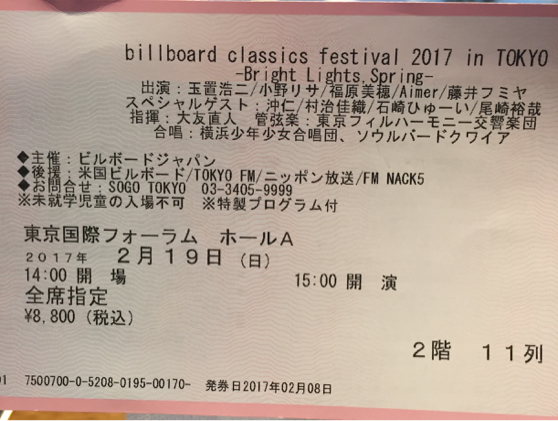 billboard classics festival 2017 in TOKYO
-Bright Lights,Spring-
出演：玉置浩二/小野リサ/福原美穂/Aimer/藤井フミヤ
スペシャルゲスト：沖仁/村治佳織/石崎ひゅーい/尾崎裕哉
指揮：大友直人　管弦楽：東京フィルハーモニー交響楽団
合唱：横浜少年少女合唱団、ソウルバードクワイア
◆主催：ビルボードジャパン
◆後援：米国ビルボード/TOKYO FM/ニッポン放送/FM NACK5
◆お問合せ：SOGO TOKYO　03-3405-9999
※未就学児童の入場不可　※特製プログラム付
東京国際フォーラム　ホールA
2017年　2月19日（日）
14:00 開　場　15:00 開　演
全席指定
¥8,800（税込）
2階　11列
01　7500700-0-5208-0195-00170-　発券日2017年02月08日